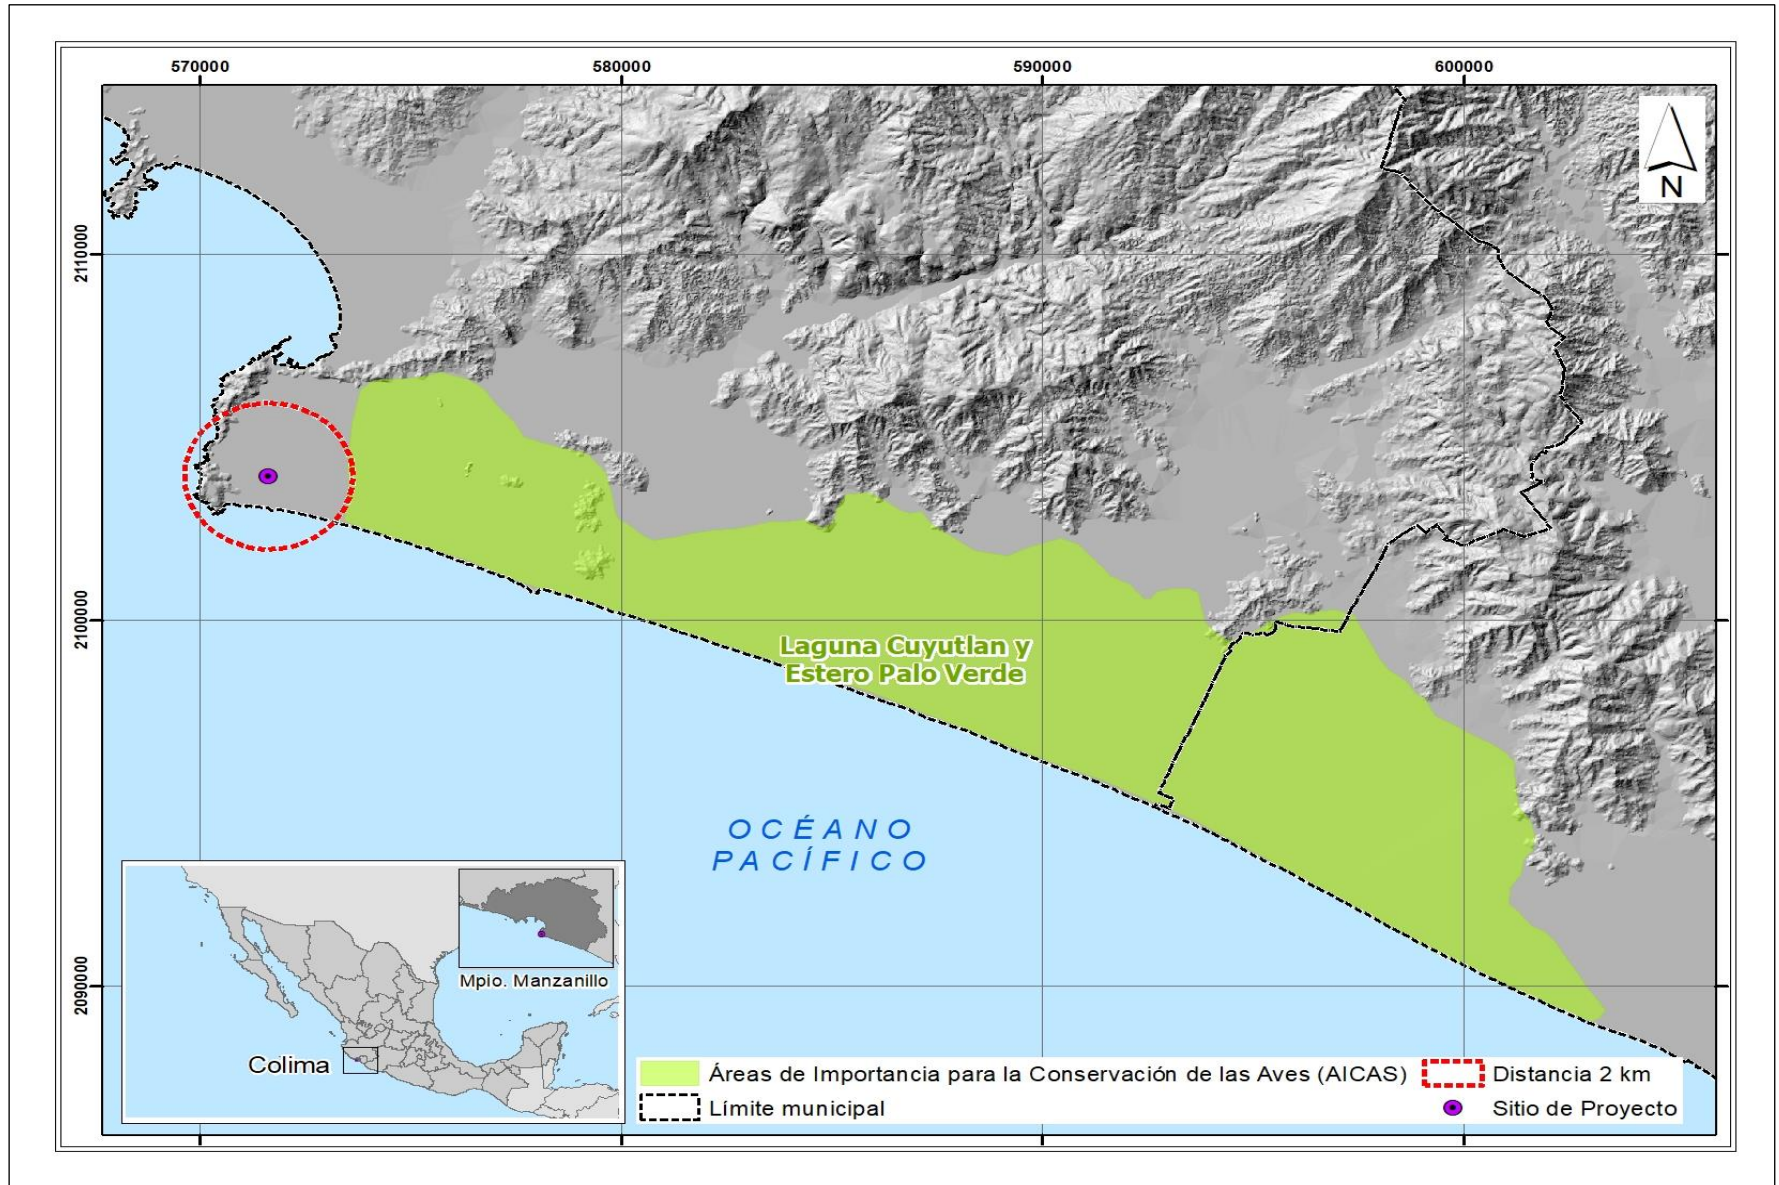 570000
580000
590000
600000
N
2110000
2100000
2090000
Laguna Cuyutlan y
Estero Palo Verde
OCÉANO
PACÍFICO
Mpio. Manzanillo
Colima
Áreas de Importancia para la Conservación de las Aves (AICAS)
Distancia 2 km
Límite municipal
Sitio de Proyecto